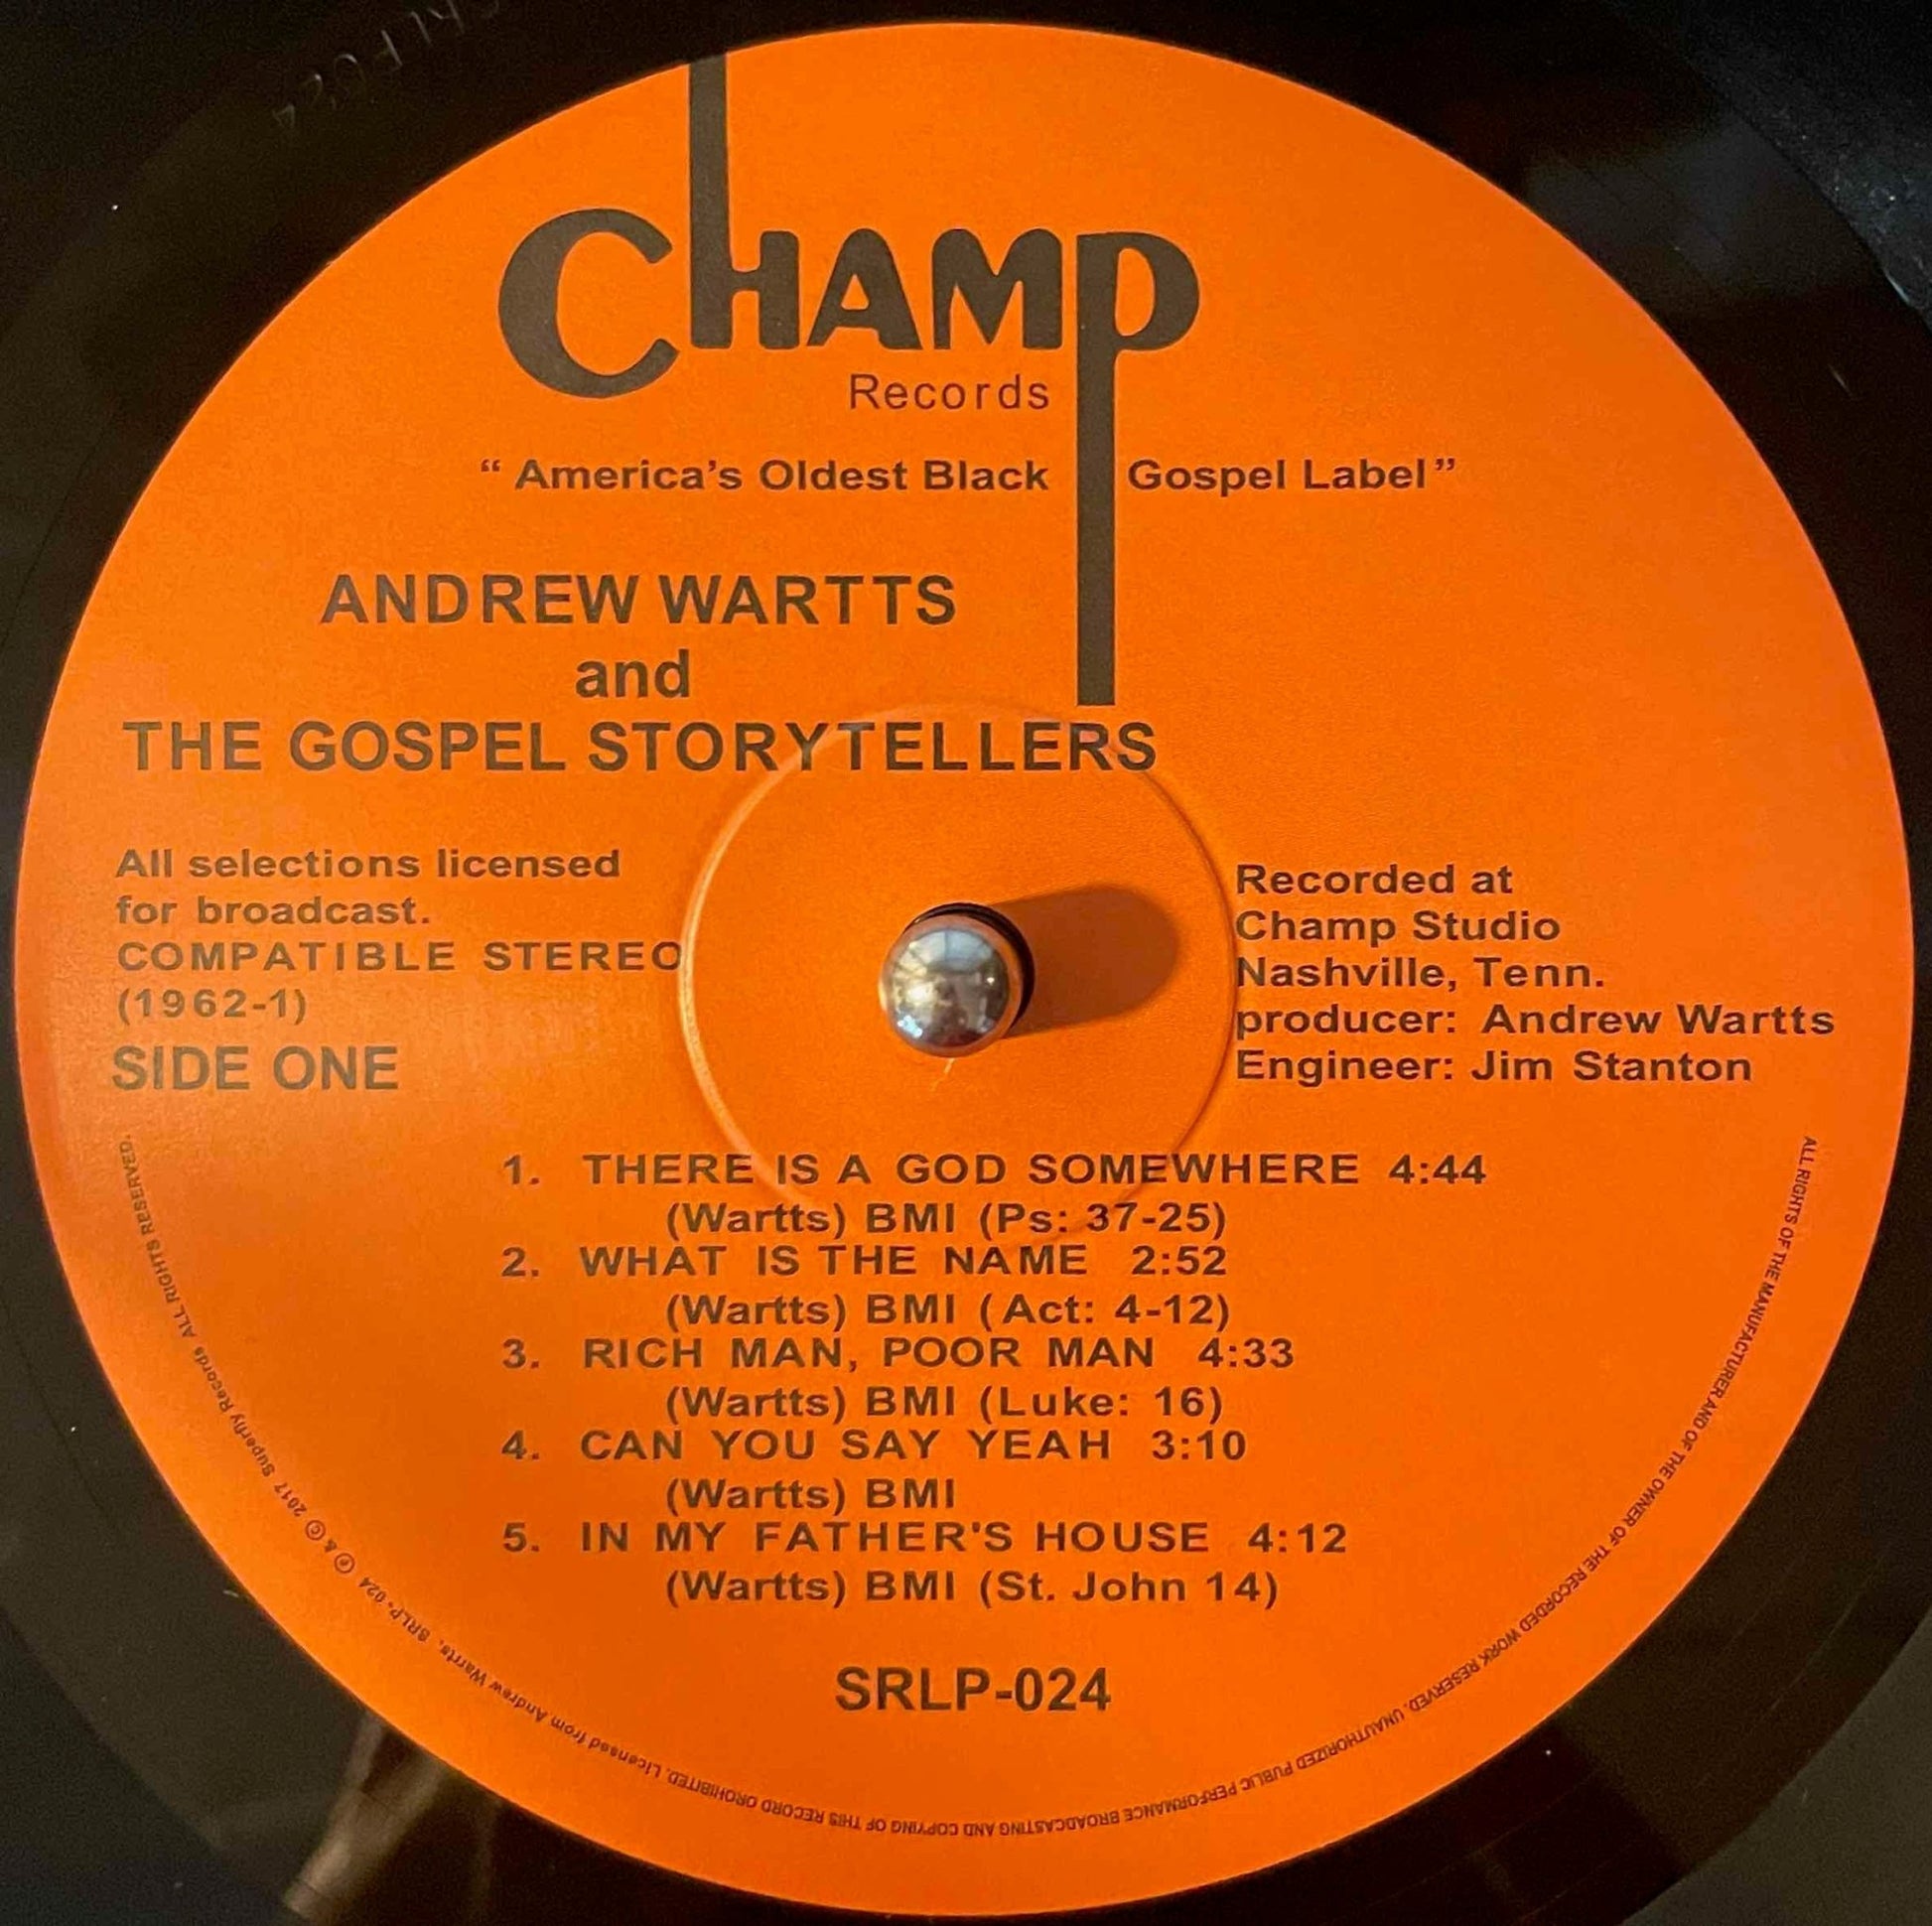 CHAMP
Records
“America’s Oldest Black Gospel Label”
ANDREW WARTTS
and
THE GOSPEL STORYTELLERS
All selections licensed
for broadcast.
COMPATIBLE STEREO
(1962-1)
SIDE ONE
Recorded at
Champ Studio
Nashville, Tenn.
producer: Andrew Wartts
Engineer: Jim Stanton
1. THERE IS A GOD SOMEWHERE 4:44
(Wartts) BMI (Ps: 37-25)
2. WHAT IS THE NAME 2:52
(Wartts) BMI (Act: 4-12)
3. RICH MAN, POOR MAN 4:33
(Wartts) BMI (Luke: 16)
4. CAN YOU SAY YEAH 3:10
(Wartts) BMI
5. IN MY FATHER'S HOUSE 4:12
(Wartts) BMI (St. John 14)
SRLP-024
ALL RIGHTS OF THE MANUFACTURER AND OF THE OWNER OF THE RECORDED WORK RESERVED. UNAUTHORIZED PUBLIC PERFORMANCE BROADCASTING AND COPYING OF THIS RECORD OROHIBITED. Licensed from Andrew Warrts. SRLP-024 ℗ & © 2017 Superfly Records. ALL RIGHTS RESERVED.